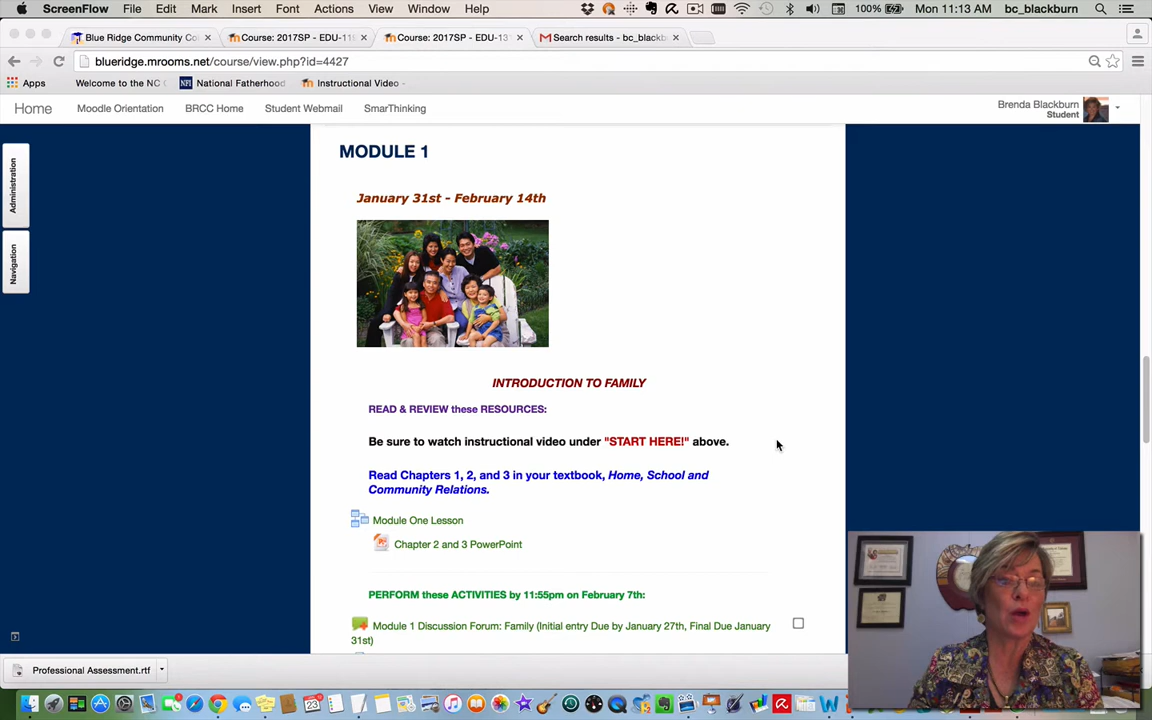 ScreenFlow File Edit Mark Insert Font Actions View Window Help 100% Mon 11:13 AM bc_blackburn
Blue Ridge Community Co Course: 2017SP - EDU-11 Course: 2017SP - EDU-13 Search results - bc_blackb
blueridge.mrooms.net/course/view.php?id=4427
Apps Welcome to the NC National Fatherhood Instructional Video -
Home Moodle Orientation BRCC Home Student Webmail SmarThinking Brenda Blackburn
Student
Administration
Navigation
MODULE 1
January 31st - February 14th
INTRODUCTION TO FAMILY
READ & REVIEW these RESOURCES:
Be sure to watch instructional video under "START HERE!" above.
Read Chapters 1, 2, and 3 in your textbook, Home, School and
Community Relations.
Module One Lesson
Chapter 2 and 3 PowerPoint
PERFORM these ACTIVITIES by 11:55pm on February 7th:
Module 1 Discussion Forum: Family (Initial entry Due by January 27th, Final Due January
31st)
Professional Assessment.rtf